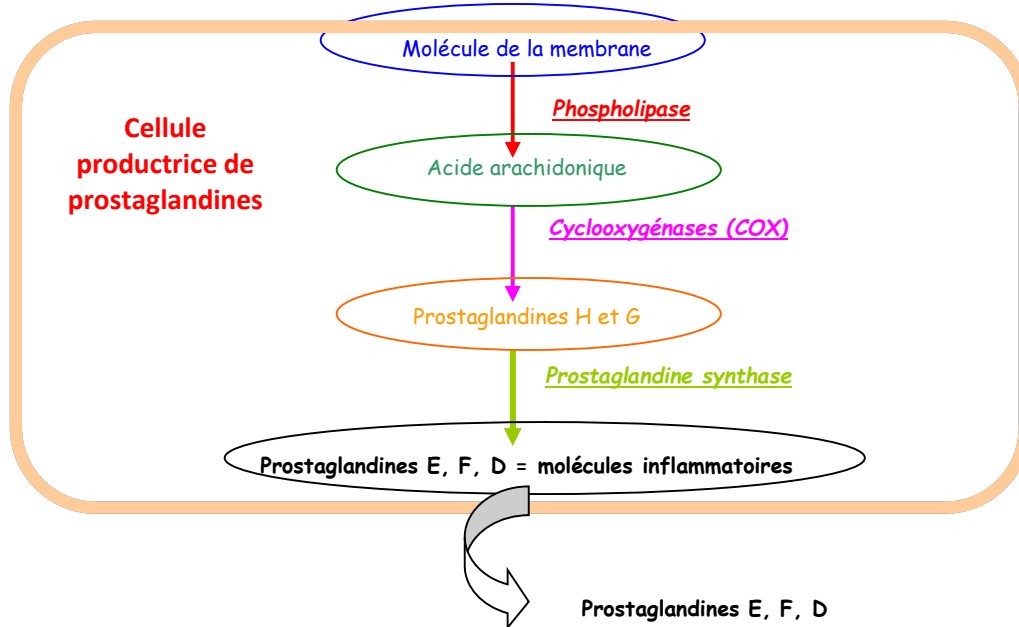 Molécule de la membrane
Phospholipase
Cellule
productrice de
prostaglandines
Acide arachidonique
Cyclooxygénases (COX)
Prostaglandines H et G
Prostaglandine synthase
Prostaglandines E, F, D = molécules inflammatoires
Prostaglandines E, F, D